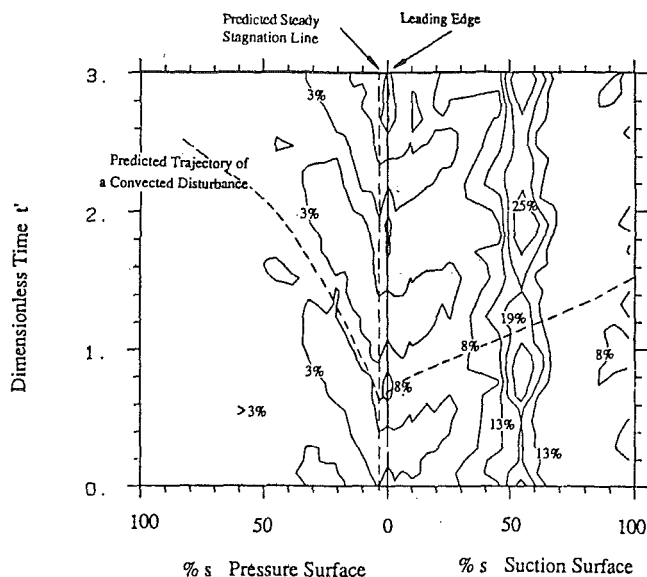 Predicted Steady
Stagnation Line
Leading Edge
3.
3%
3%
Predicted Trajectory of
a Convected Disturbance
Dimensionless Time t'
2.
3%
25%
19%
1.
3%
3%
8%
8%
8%
>3%
13%
13%
0.
100
50
0
50
100
% s Pressure Surface
% s Suction Surface